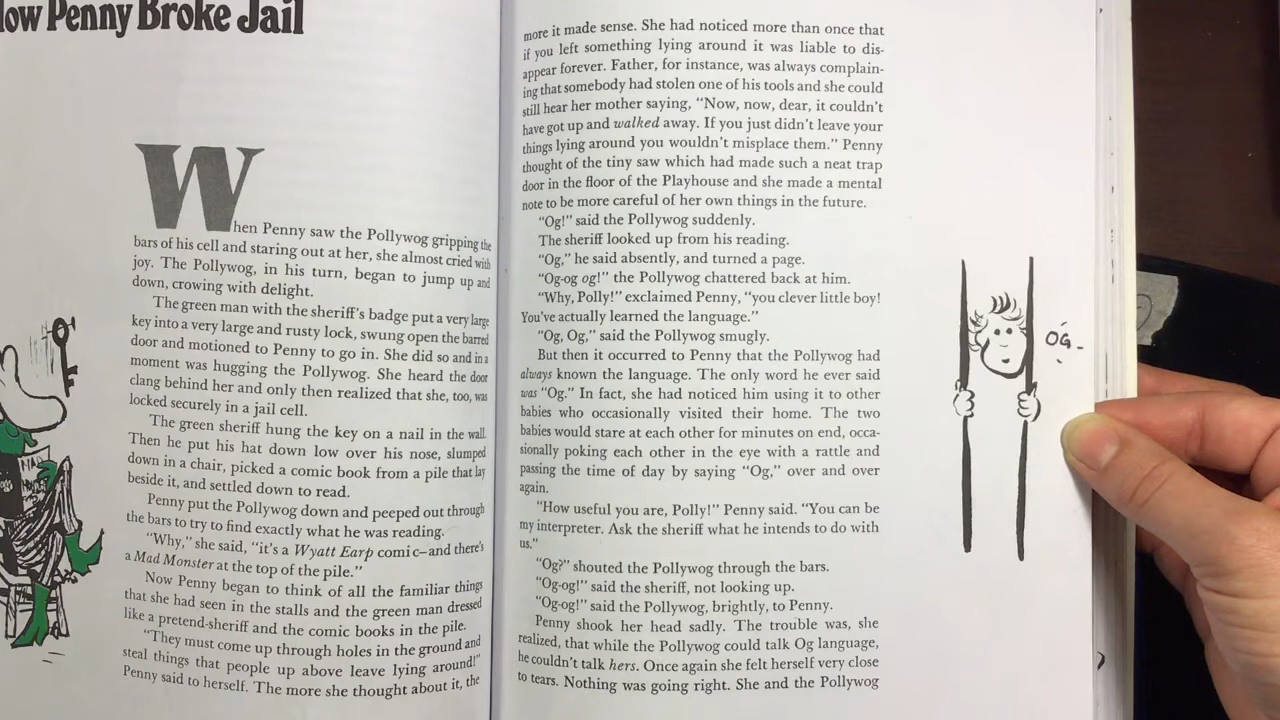 low Penny Broke Jail
When Penny saw the Pollywog gripping the
bars of his cell and staring out at her, she almost cried with
joy. The Pollywog, in his turn, began to jump up and
down, crowing with delight.
The green man with the sheriff's badge put a very large
key into a very large and rusty lock, swung open the barred
door and motioned to Penny to go in. She did so and in a
moment was hugging the Pollywog. She heard the door
clang behind her and only then realized that she, too, was
locked securely in a jail cell.
The green sheriff hung the key on a nail in the wall.
Then he put his hat down low over his nose, slumped
down in a chair, picked a comic book from a pile that lay
beside it, and settled down to read.
Penny put the Pollywog down and peeped out through
the bars to try to find exactly what he was reading.
"Why," she said, "it's a Wyatt Earp comic—and there's
a Mad Monster at the top of the pile."
Now Penny began to think of all the familiar things
that she had seen in the stalls and the green man dressed
like a pretend-sheriff and the comic books in the pile.
"They must come up through holes in the ground and
steal things that people up above leave lying around!"
Penny said to herself. The more she thought about it, the
more it made sense. She had noticed more than once that
if you left something lying around it was liable to dis-
appear forever. Father, for instance, was always complain-
ing that somebody had stolen one of his tools and she could
still hear her mother saying, "Now, now, dear, it couldn't
have got up and walked away. If you just didn't leave your
things lying around you wouldn't misplace them." Penny
thought of the tiny saw which had made such a neat trap
door in the floor of the Playhouse and she made a mental
note to be more careful of her own things in the future.
"Og!" said the Pollywog suddenly.
The sheriff looked up from his reading.
"Og," he said absently, and turned a page.
"Og-og og!" the Pollywog chattered back at him.
"Why, Polly!" exclaimed Penny, "you clever little boy!
You've actually learned the language."
"Og, Og," said the Pollywog smugly.
But then it occurred to Penny that the Pollywog had
always known the language. The only word he ever said
was "Og." In fact, she had noticed him using it to other
babies who occasionally visited their home. The two
babies would stare at each other for minutes on end, occa-
sionally poking each other in the eye with a rattle and
passing the time of day by saying "Og," over and over
again.
"How useful you are, Polly!" Penny said. "You can be
my interpreter. Ask the sheriff what he intends to do with
us."
"Og?" shouted the Pollywog through the bars.
"Og-og!" said the sheriff, not looking up.
"Og-og!" said the Pollywog, brightly, to Penny.
Penny shook her head sadly. The trouble was, she
realized, that while the Pollywog could talk Og language,
he couldn't talk hers. Once again she felt herself very close
to tears. Nothing was going right. She and the Pollywog
OG-